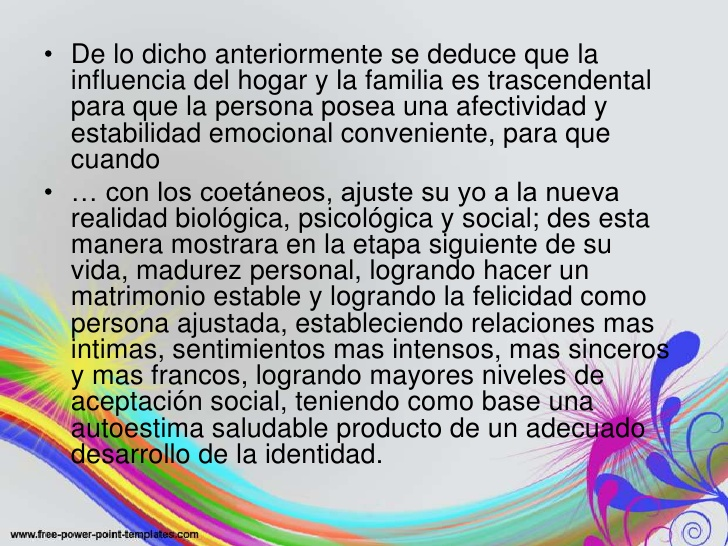 • De lo dicho anteriormente se deduce que la
influencia del hogar y la familia es trascendental
para que la persona posea una afectividad y
estabilidad emocional conveniente, para que
cuando
• … con los coetáneos, ajuste su yo a la nueva
realidad biológica, psicológica y social; des esta
manera mostrara en la etapa siguiente de su
vida, madurez personal, logrando hacer un
matrimonio estable y logrando la felicidad como
persona ajustada, estableciendo relaciones mas
intimas, sentimientos mas intensos, mas sinceros
y mas francos, logrando mayores niveles de
aceptación social, teniendo como base una
autoestima saludable producto de un adecuado
desarrollo de la identidad.
www.free-power-point-templates.com